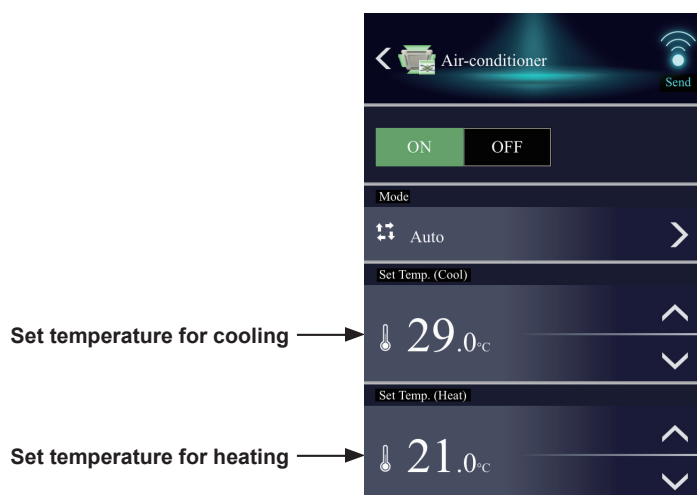 Air-conditioner
Send
ON OFF
Mode
Auto
Set Temp. (Cool)
Set temperature for cooling
29.0°C
Set Temp. (Heat)
Set temperature for heating
21.0°C